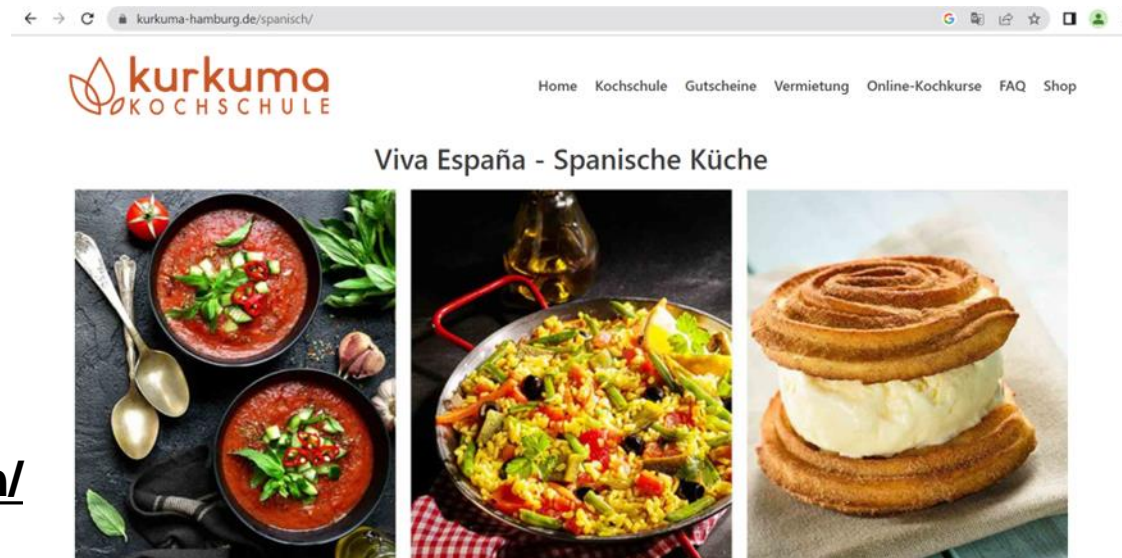 kurkuma-hamburg.de/spanisch/
kurkuma
KOCHSCHULE
Home Kochschule Gutscheine Vermietung Online-Kochkurse FAQ Shop
Viva España - Spanische Küche